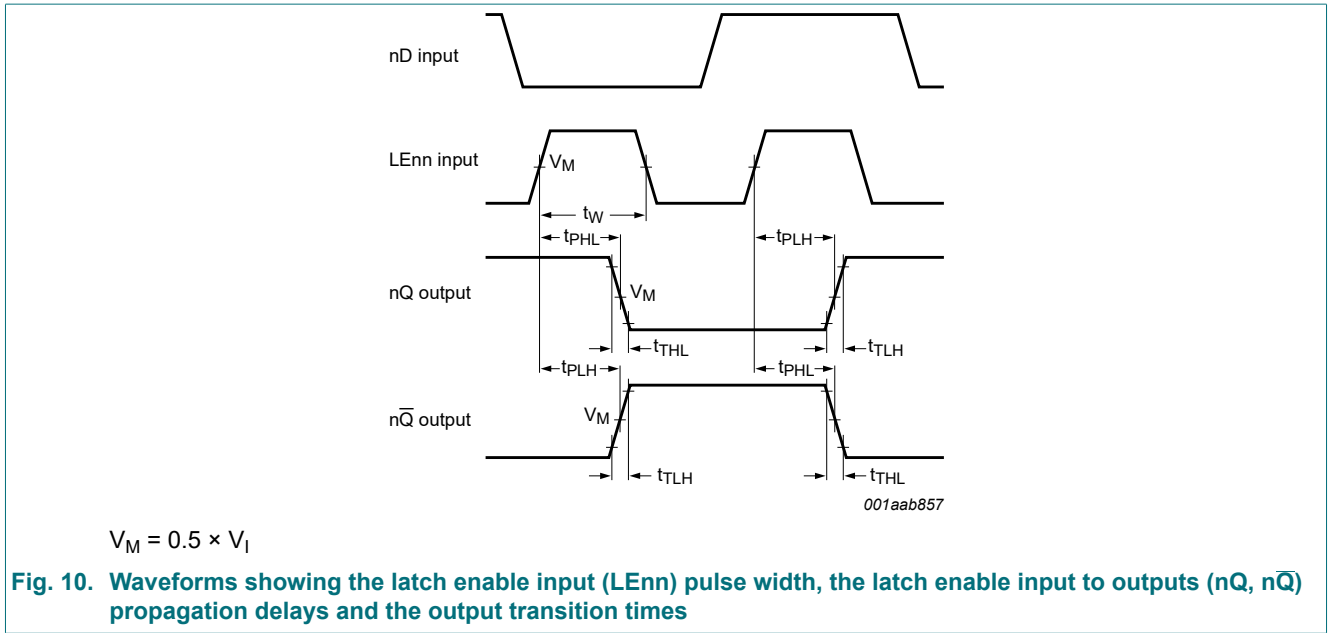 nD input
LEnn input
VM
tW
tPHL
tPLH
nQ output
VM
tTHL
tTLH
tPLH
tPHL
nQ̅ output
VM
tTLH
tTHL
001aab857
VM = 0.5 × VI
Fig. 10. Waveforms showing the latch enable input (LEnn) pulse width, the latch enable input to outputs (nQ, nQ̅)
propagation delays and the output transition times